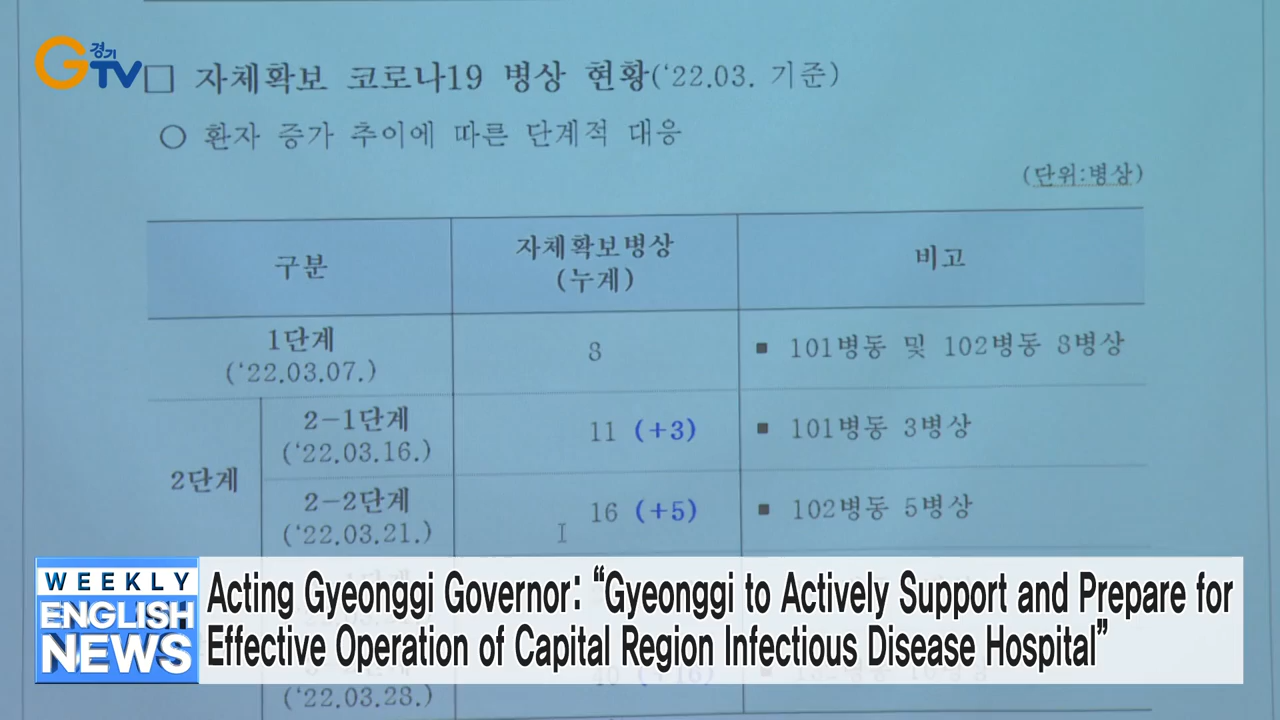 경기
GTV
□ 자체확보 코로나19 병상 현황(‘22.03. 기준)
○ 환자 증가 추이에 따른 단계적 대응
(단위:병상)
구분 자체확보병상 (누계) 비고
1단계 (‘22.03.07.) 8 ▪ 101병동 및 102병동 8병상
2단계 2-1단계 (‘22.03.16.) 11 (+3) ▪ 101병동 3병상
2-2단계 (‘22.03.21.) 16 (+5) ▪ 102병동 5병상
(‘22.03.28.)
WEEKLY
ENGLISH
NEWS
Acting Gyeonggi Governor: “Gyeonggi to Actively Support and Prepare for
Effective Operation of Capital Region Infectious Disease Hospital”